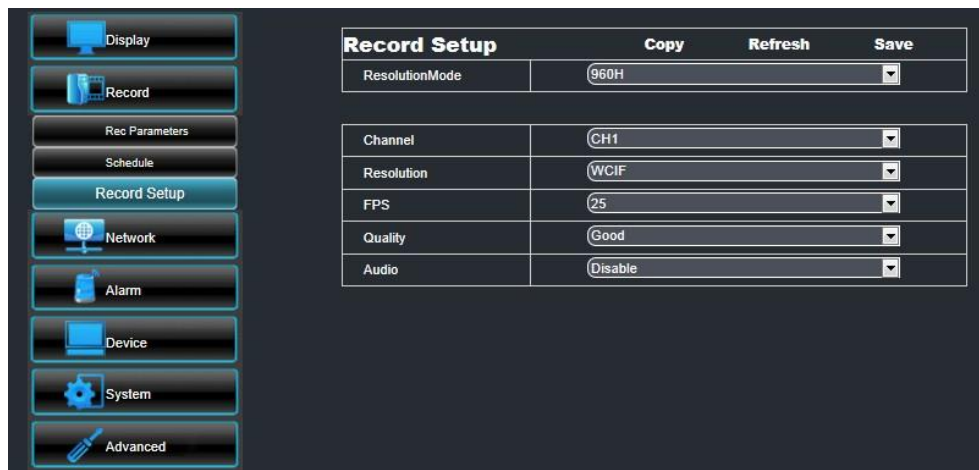 Display
Record
Rec Parameters
Schedule
Record Setup
Network
Alarm
Device
System
Advanced
Record Setup Copy Refresh Save
ResolutionMode 960H
Channel CH1
Resolution WCIF
FPS 25
Quality Good
Audio Disable